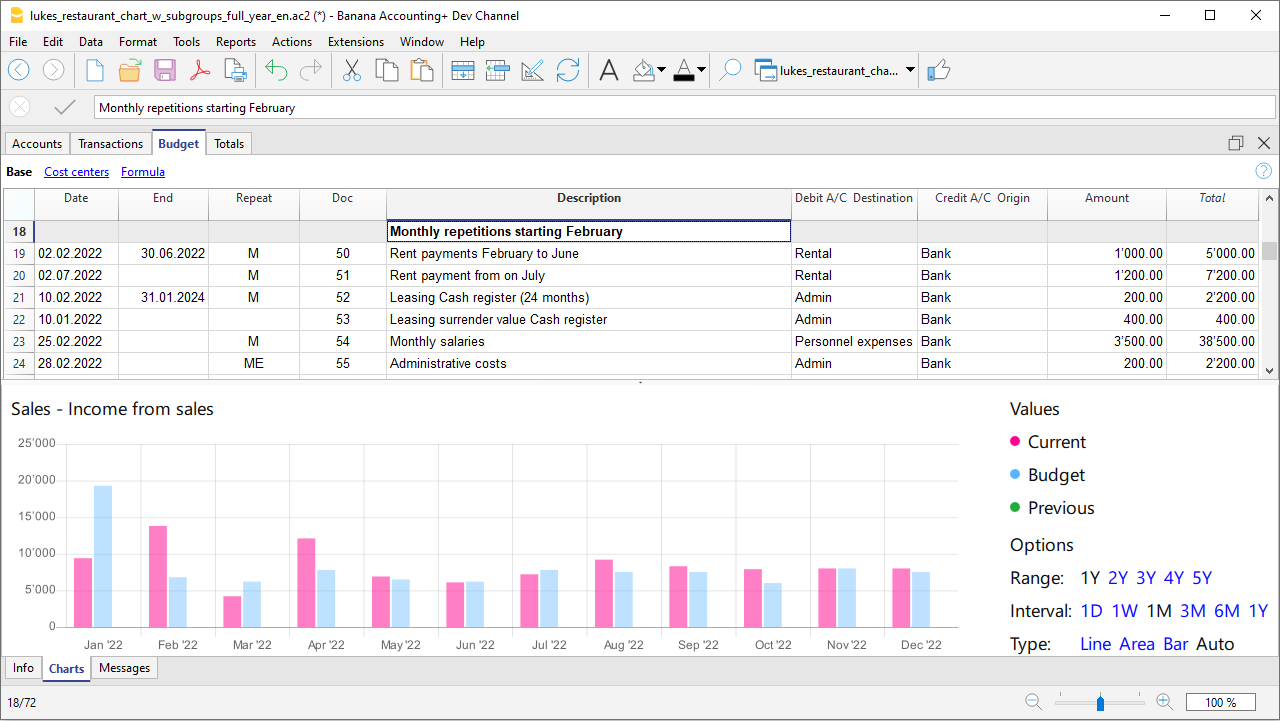 lukes_restaurant_chart_w_subgroups_full_year_en.ac2 (*) - Banana Accounting+ Dev Channel
File Edit Data Format Tools Reports Actions Extensions Window Help
lukes_restaurant_cha...
Monthly repetitions starting February
Accounts Transactions Budget Totals
Base Cost centers Formula
Date End Repeat Doc Description Debit A/C Destination Credit A/C Origin Amount Total
18 Monthly repetitions starting February
19 02.02.2022 30.06.2022 M 50 Rent payments February to June Rental Bank 1'000.00 5'000.00
20 02.07.2022 M 51 Rent payment from on July Rental Bank 1'200.00 7'200.00
21 10.02.2022 31.01.2024 M 52 Leasing Cash register (24 months) Admin Bank 200.00 2'200.00
22 10.01.2022 53 Leasing surrender value Cash register Admin Bank 400.00 400.00
23 25.02.2022 M 54 Monthly salaries Personnel expenses Bank 3'500.00 38'500.00
24 28.02.2022 ME 55 Administrative costs Admin Bank 200.00 2'200.00
Sales - Income from sales
25'000
20'000
15'000
10'000
5'000
0
Jan '22 Feb '22 Mar '22 Apr '22 May '22 Jun '22 Jul '22 Aug '22 Sep '22 Oct '22 Nov '22 Dec '22
Values
Current
Budget
Previous
Options
Range: 1Y 2Y 3Y 4Y 5Y
Interval: 1D 1W 1M 3M 6M 1Y
Type: Line Area Bar Auto
Info Charts Messages
18/72
100 %